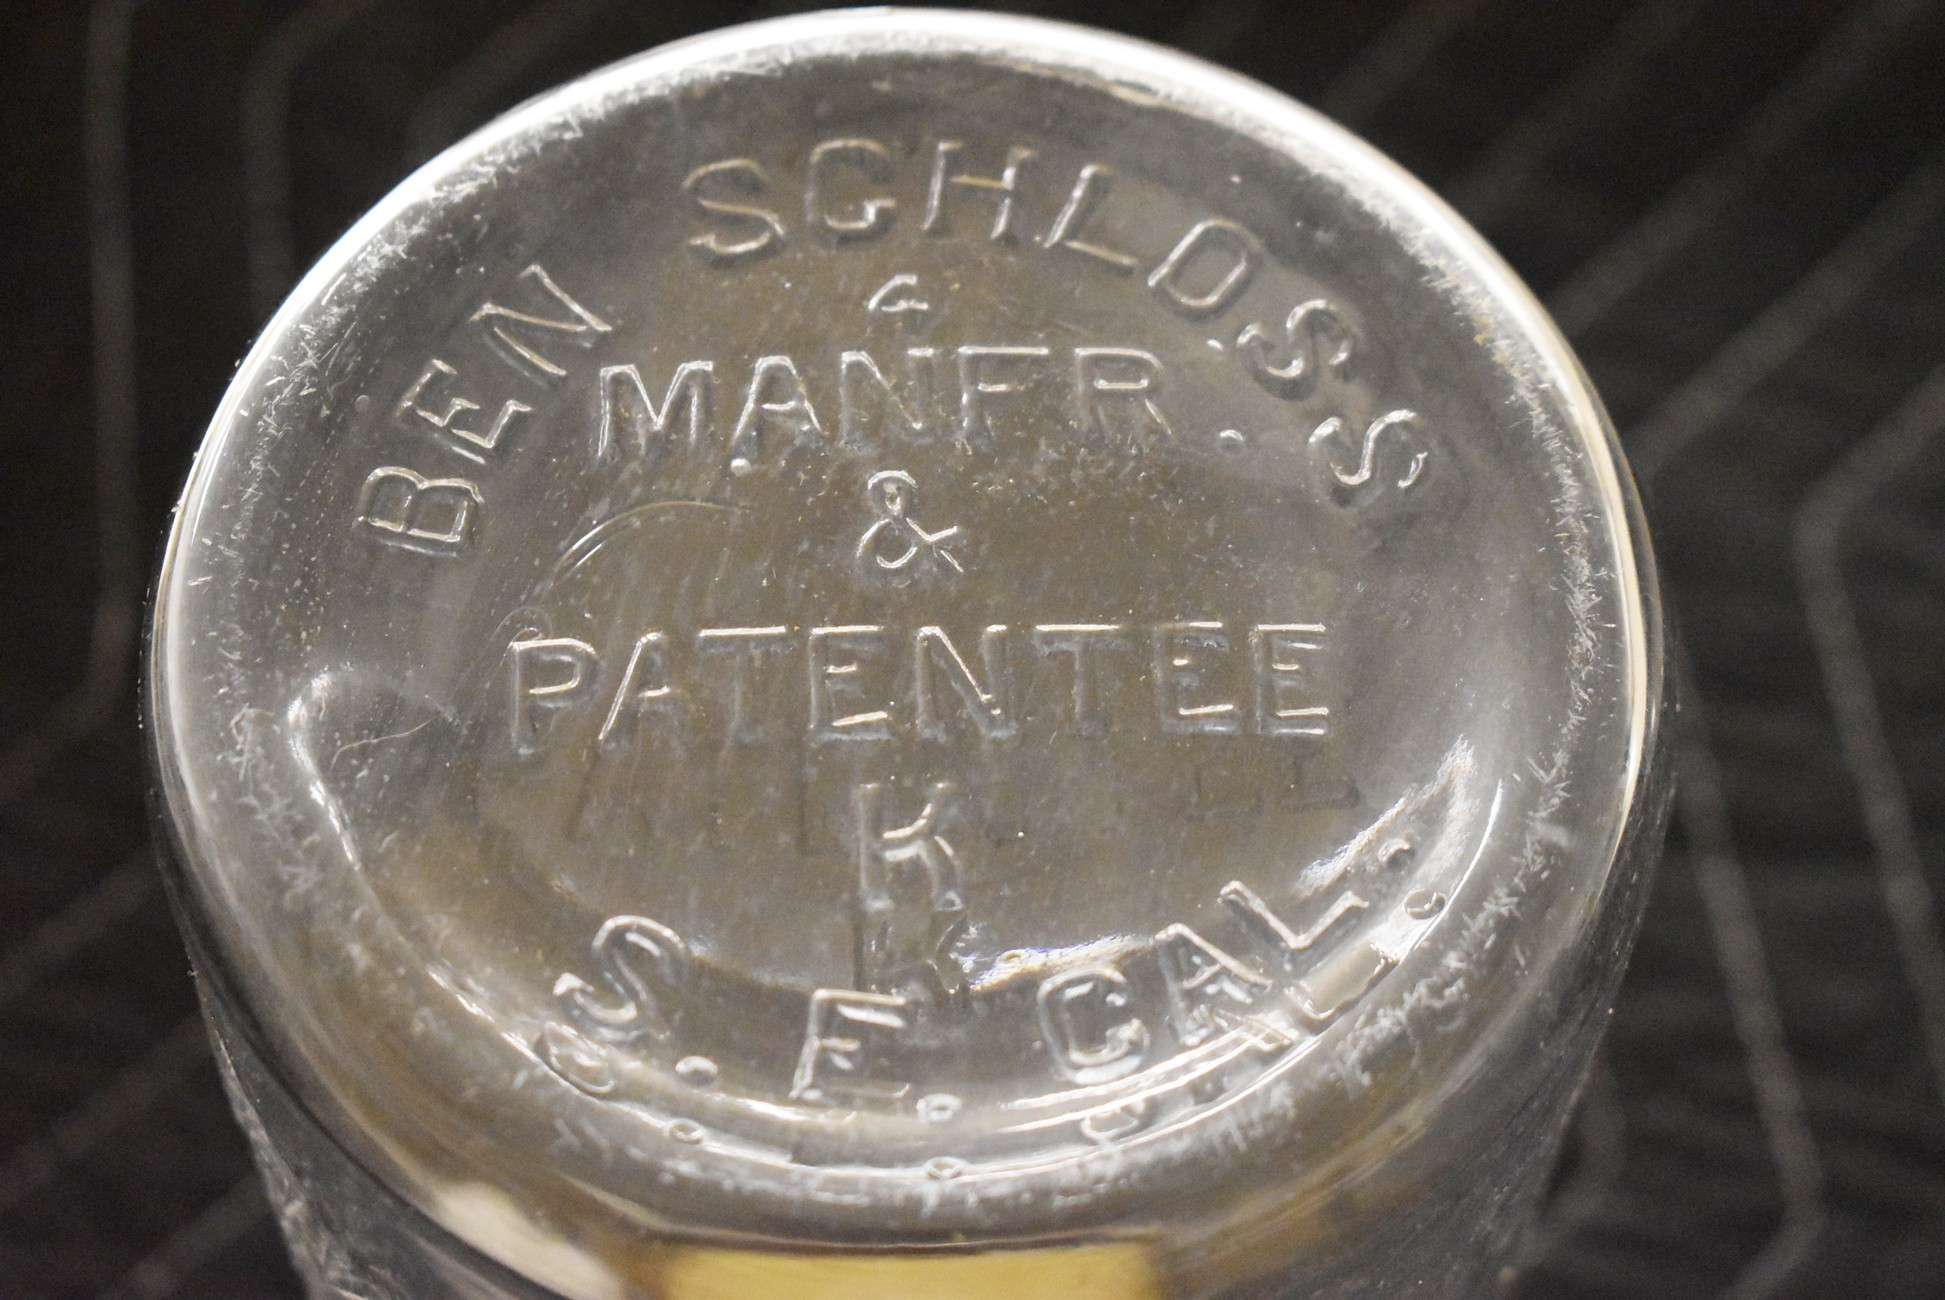 BEN SCHLOSS
G
MANFR.
&
PATENTEE
K
S. F. CAL.